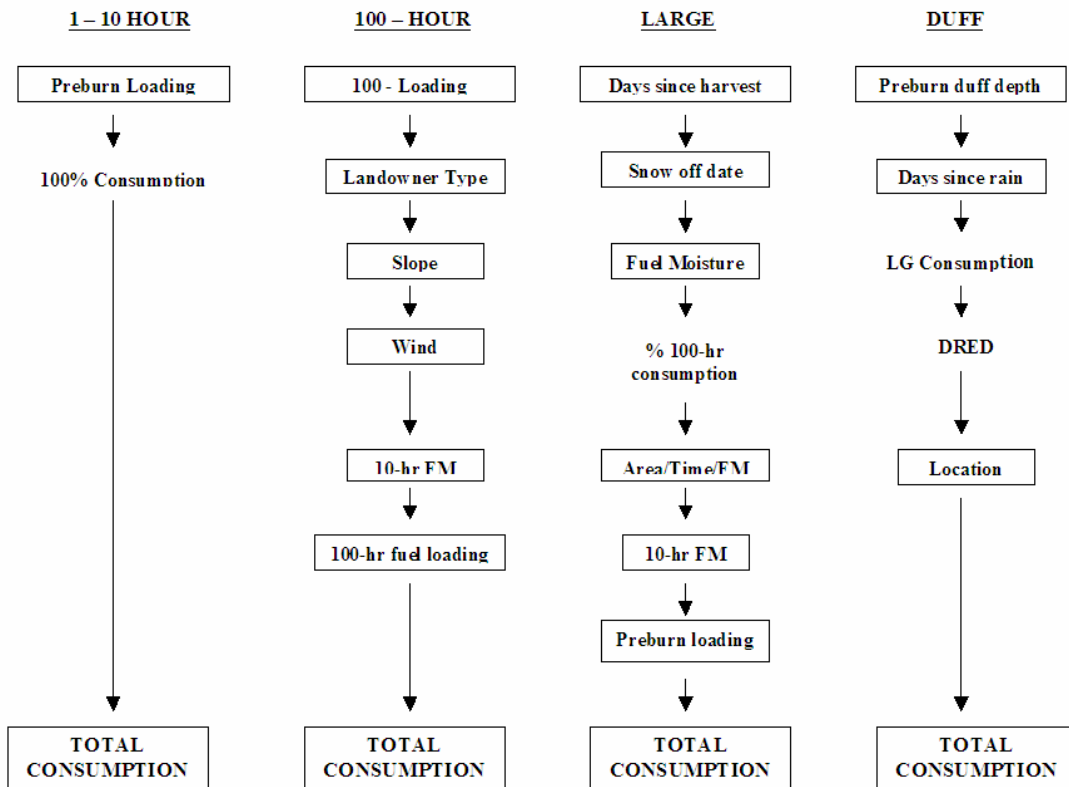 1 – 10 HOUR
Preburn Loading
100% Consumption
TOTAL
CONSUMPTION
100 – HOUR
100 - Loading
Landowner Type
Slope
Wind
10-hr FM
100-hr fuel loading
TOTAL
CONSUMPTION
LARGE
Days since harvest
Snow off date
Fuel Moisture
% 100-hr
consumption
Area/Time/FM
10-hr FM
Preburn loading
TOTAL
CONSUMPTION
DUFF
Preburn duff depth
Days since rain
LG Consumption
DRED
Location
TOTAL
CONSUMPTION